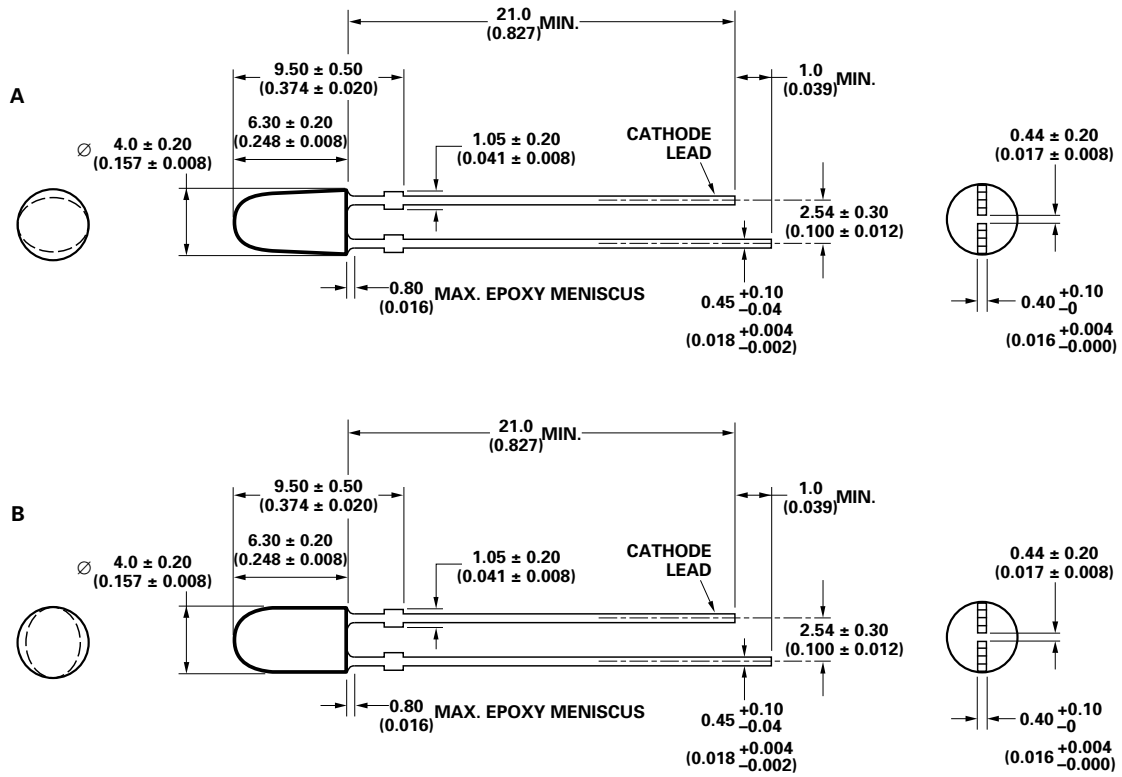 A
21.0
(0.827)
MIN.
9.50 ± 0.50
(0.374 ± 0.020)
1.0
(0.039)
MIN.
6.30 ± 0.20
(0.248 ± 0.008)
∅ 4.0 ± 0.20
(0.157 ± 0.008)
1.05 ± 0.20
(0.041 ± 0.008)
CATHODE
LEAD
0.44 ± 0.20
(0.017 ± 0.008)
2.54 ± 0.30
(0.100 ± 0.012)
0.80
(0.016)
MAX. EPOXY MENISCUS
0.45 +0.10
–0.04
(0.018 +0.004
–0.002)
0.40 +0.10
–0
(0.016 +0.004
–0.000)
B
21.0
(0.827)
MIN.
9.50 ± 0.50
(0.374 ± 0.020)
1.0
(0.039)
MIN.
6.30 ± 0.20
(0.248 ± 0.008)
∅ 4.0 ± 0.20
(0.157 ± 0.008)
1.05 ± 0.20
(0.041 ± 0.008)
CATHODE
LEAD
0.44 ± 0.20
(0.017 ± 0.008)
2.54 ± 0.30
(0.100 ± 0.012)
0.80
(0.016)
MAX. EPOXY MENISCUS
0.45 +0.10
–0.04
(0.018 +0.004
–0.002)
0.40 +0.10
–0
(0.016 +0.004
–0.000)